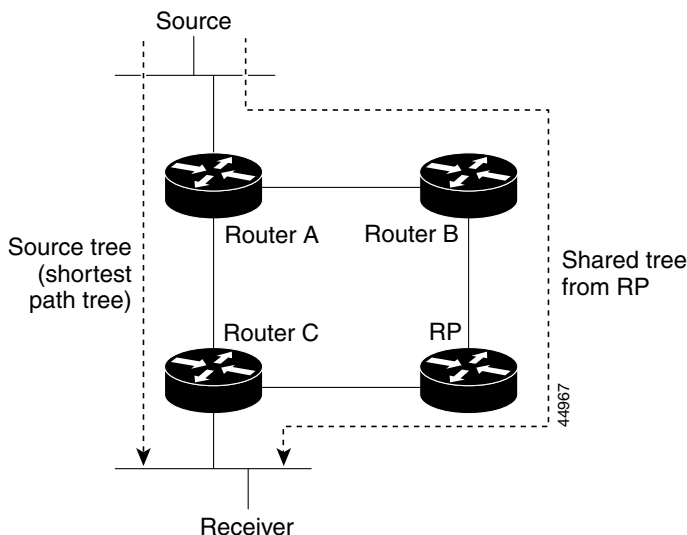 Source
Router A
Router B
Source tree
(shortest
path tree)
Shared tree
from RP
Router C
RP
44967
Receiver